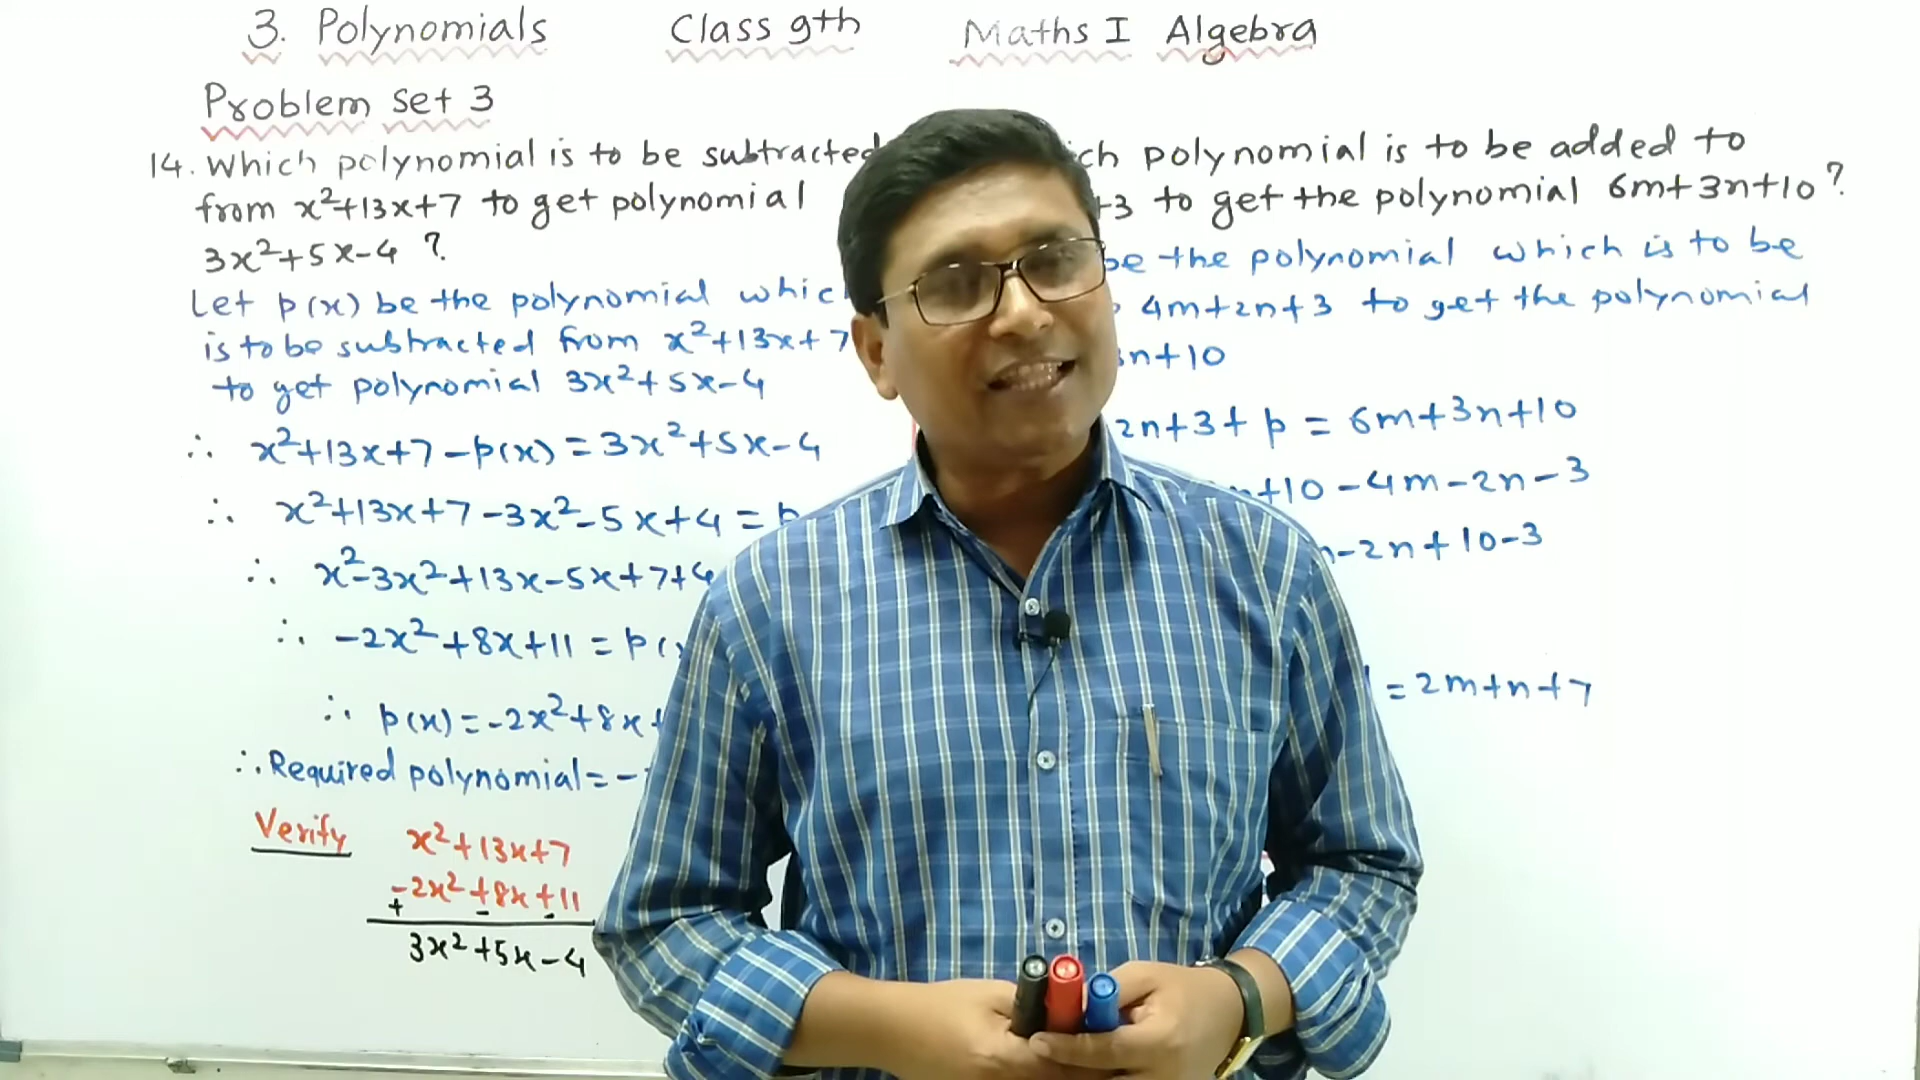 3. Polynomials Class 9th Maths I Algebra
Problem set 3
14. Which polynomial is to be subtracted
from x²+13x+7 to get polynomial
3x²+5x-4 ?
Let p(x) be the polynomial
is to be subtracted from x²+13x+7
to get polynomial 3x²+5x-4
∴ x²+13x+7-p(x)=3x²+5x-4
∴ x²+13x+7-3x²-5x+4=
∴ x²-3x²+13x-5x+7+4
∴ -2x²+8x+11=p(
∴ p(x)=-2x²+8x+
∴ Required polynomial=-
Verify x²+13x+7
-2x²+8x+11
+ - -
3x²+5x-4
polynomial is to be added to
+3 to get the polynomial 6m+3n+10?
be the polynomial which is to be
4m+2n+3 to get the polynomial
3n+10
2n+3+p=6m+3n+10
+10-4m-2n-3
-2n+10-3
=2m+n+7